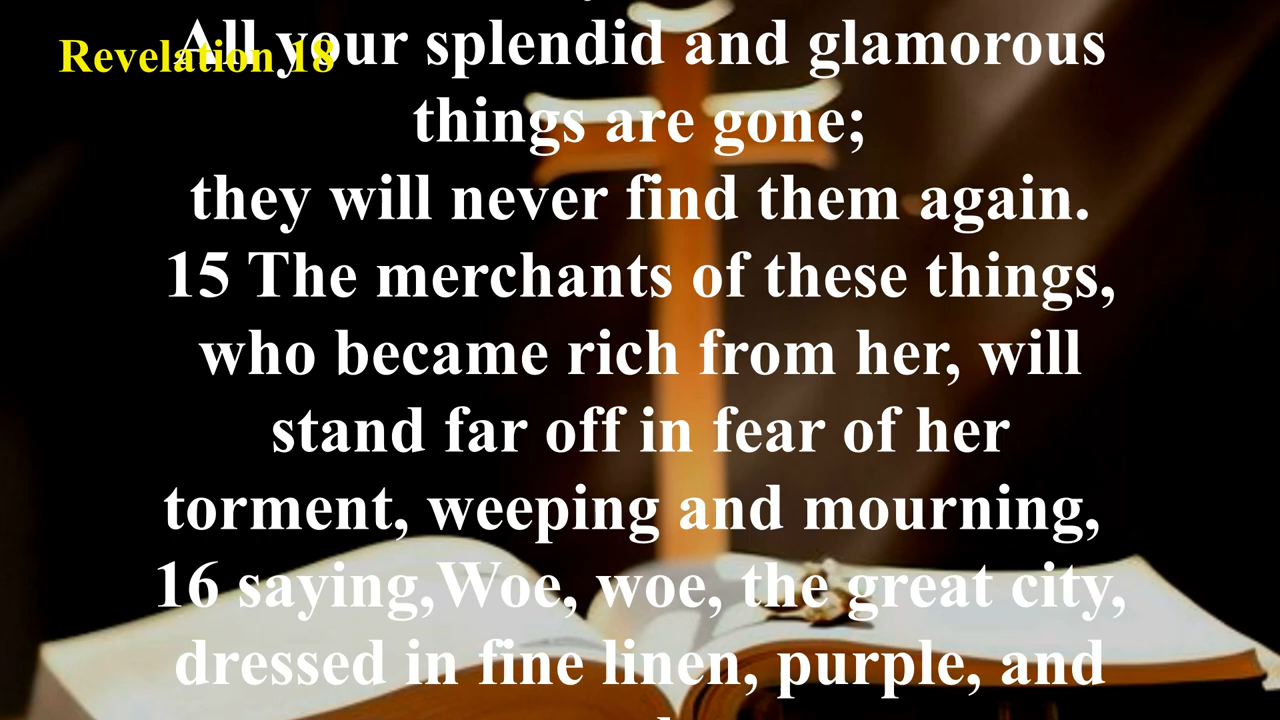 Revelation 18
All your splendid and glamorous
things are gone;
they will never find them again.
15 The merchants of these things,
who became rich from her, will
stand far off in fear of her
torment, weeping and mourning,
16 saying,Woe, woe, the great city,
dressed in fine linen, purple, and